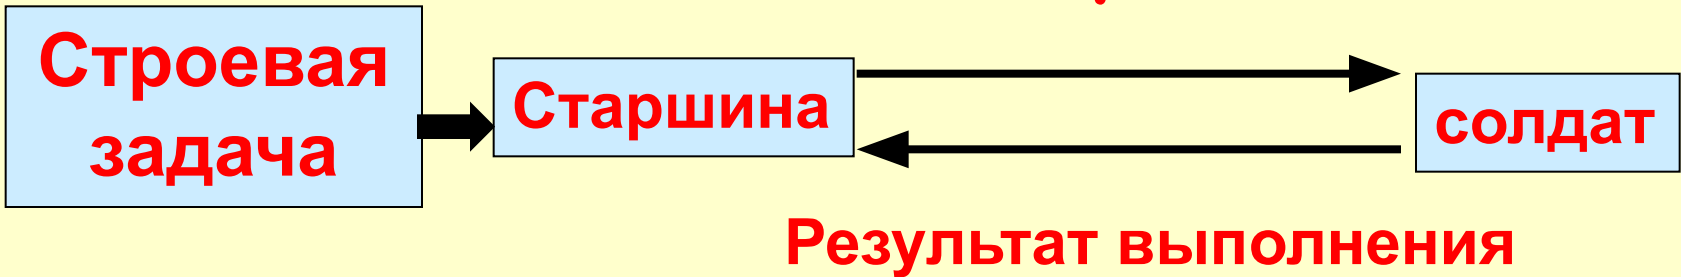 Строевая
задача
Старшина
солдат
Результат выполнения